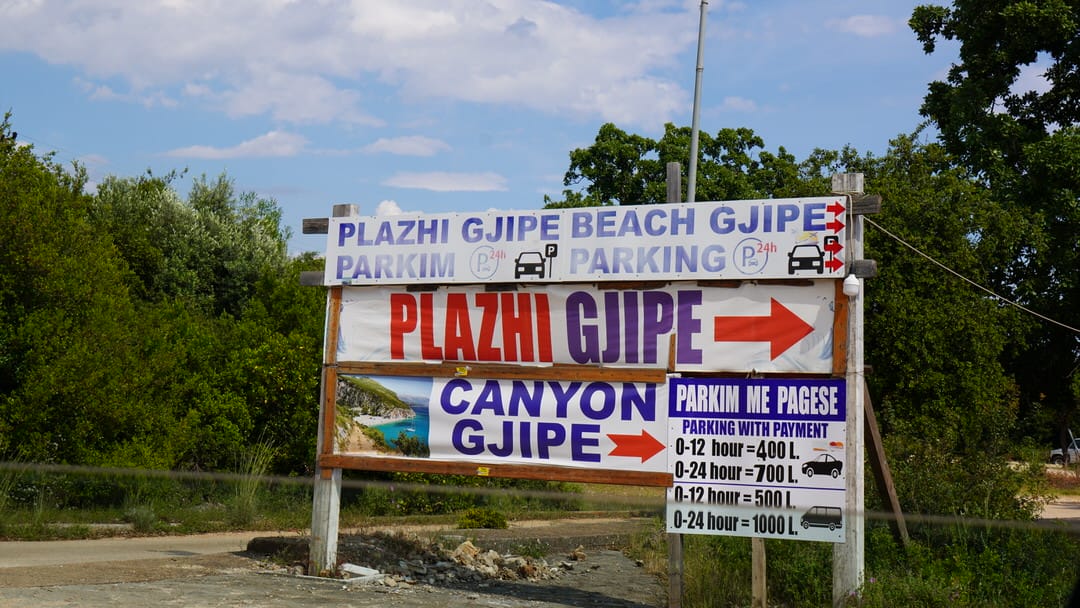 PLAZHI GJIPE BEACH GJIPE
PARKIM P 24h P PARKING P 24h P
PLAZHI GJIPE
CANYON
GJIPE
PARKIM ME PAGESE
PARKING WITH PAYMENT
0-12 hour = 400 L.
0-24 hour = 700 L.
0-12 hour = 500 L.
0-24 hour = 1000 L.